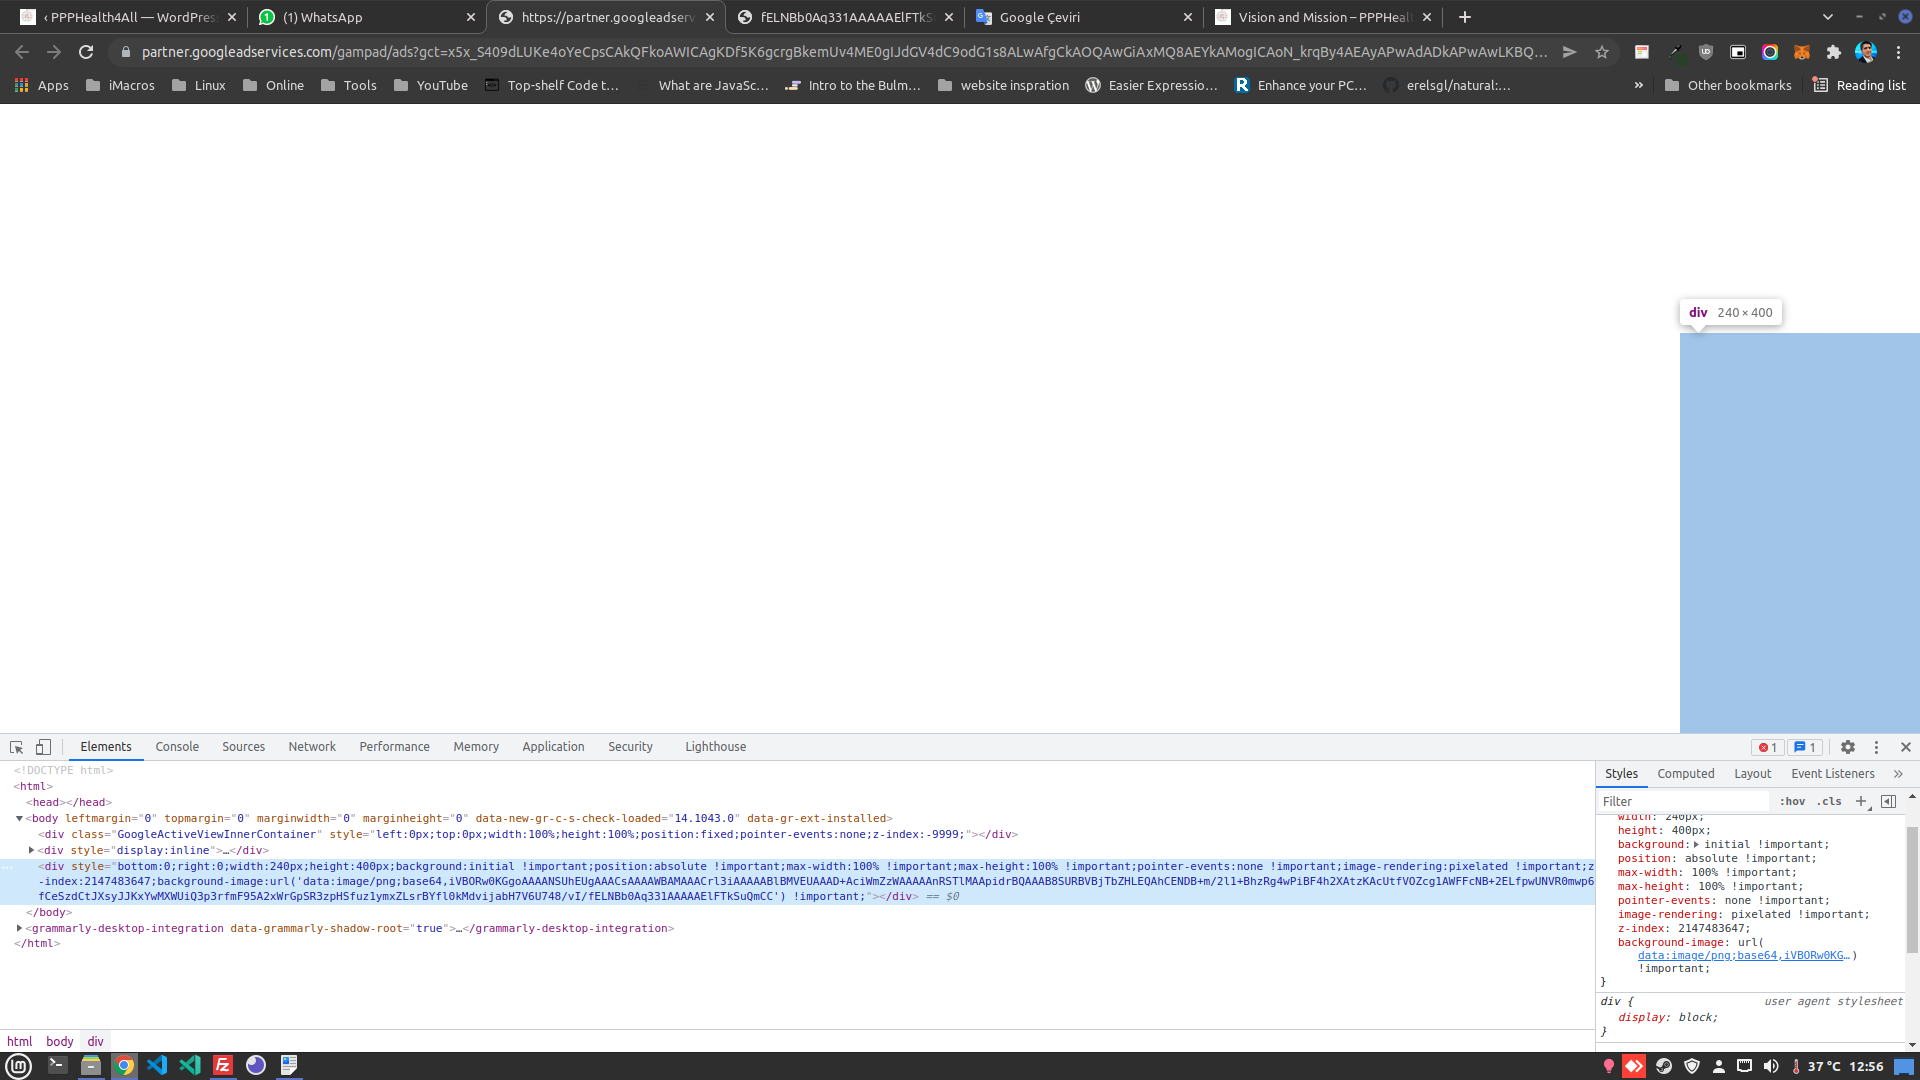 ‹ PPPHealth4All — WordPres
(1) WhatsApp
https://partner.googleadserv
fELNBb0Aq331AAAAAElFTkS
Google Çeviri
Vision and Mission – PPPHeal
partner.googleadservices.com/gampad/ads?gct=x5x_S409dLUKe4oYeCpsCAkQFkoAWICAgKDf5K6gcrgBkemUv4ME0gIJdGV4dC9odG1s8ALwAfgCkAOQAwGiAxMQ8AEYkAMogICAoN_krqBy4AEAyAPwAdADkAPwAwLKBQ…
Apps
iMacros
Linux
Online
Tools
YouTube
Top-shelf Code t…
What are JavaSc…
Intro to the Bulm…
website inspration
Easier Expressio…
Enhance your PC…
erelsgl/natural:…
»
Other bookmarks
Reading list
div 240 × 400
Elements
Console
Sources
Network
Performance
Memory
Application
Security
Lighthouse
1
1
<!DOCTYPE html>
<html>
<head></head>
<body leftmargin="0" topmargin="0" marginwidth="0" marginheight="0" data-new-gr-c-s-check-loaded="14.1043.0" data-gr-ext-installed>
<div class="GoogleActiveViewInnerContainer" style="left:0px;top:0px;width:100%;height:100%;position:fixed;pointer-events:none;z-index:-9999;"></div>
<div style="display:inline">…</div>
<div style="bottom:0;right:0;width:240px;height:400px;background:initial !important;position:absolute !important;max-width:100% !important;max-height:100% !important;pointer-events:none !important;image-rendering:pixelated !important;z
-index:2147483647;background-image:url('data:image/png;base64,iVBORw0KGgoAAAANSUhEUgAAACsAAAAWBAMAAACrl3iAAAAABlBMVEUAAAD+AciWmZzWAAAAAnRSTlMAApidrBQAAAB8SURBVBjTbZHLEQAhCENDB+m/2l1+BhzRg4wPiBF4h2XAtzKAcUtfVOZcg1AWFFcNB+2ELfpwUNVR0mwp6
fCeSzdCtJXsyJJKxYwMXWUiQ3p3rfmF95A2xWrGpSR3zpHSfuz1ymxZLsrBYfl0kMdvijabH7V6U748/vI/fELNBb0Aq331AAAAAElFTkSuQmCC') !important;"></div> == $0
</body>
<grammarly-desktop-integration data-grammarly-shadow-root="true">…</grammarly-desktop-integration>
</html>
html body div
Styles
Computed
Layout
Event Listeners
»
Filter
:hov .cls
width: 240px;
height: 400px;
background: initial !important;
position: absolute !important;
max-width: 100% !important;
max-height: 100% !important;
pointer-events: none !important;
image-rendering: pixelated !important;
z-index: 2147483647;
background-image: url(
data:image/png;base64,iVBORw0KG…)
!important;
}
div {
user agent stylesheet
display: block;
}
37 °C
12:56